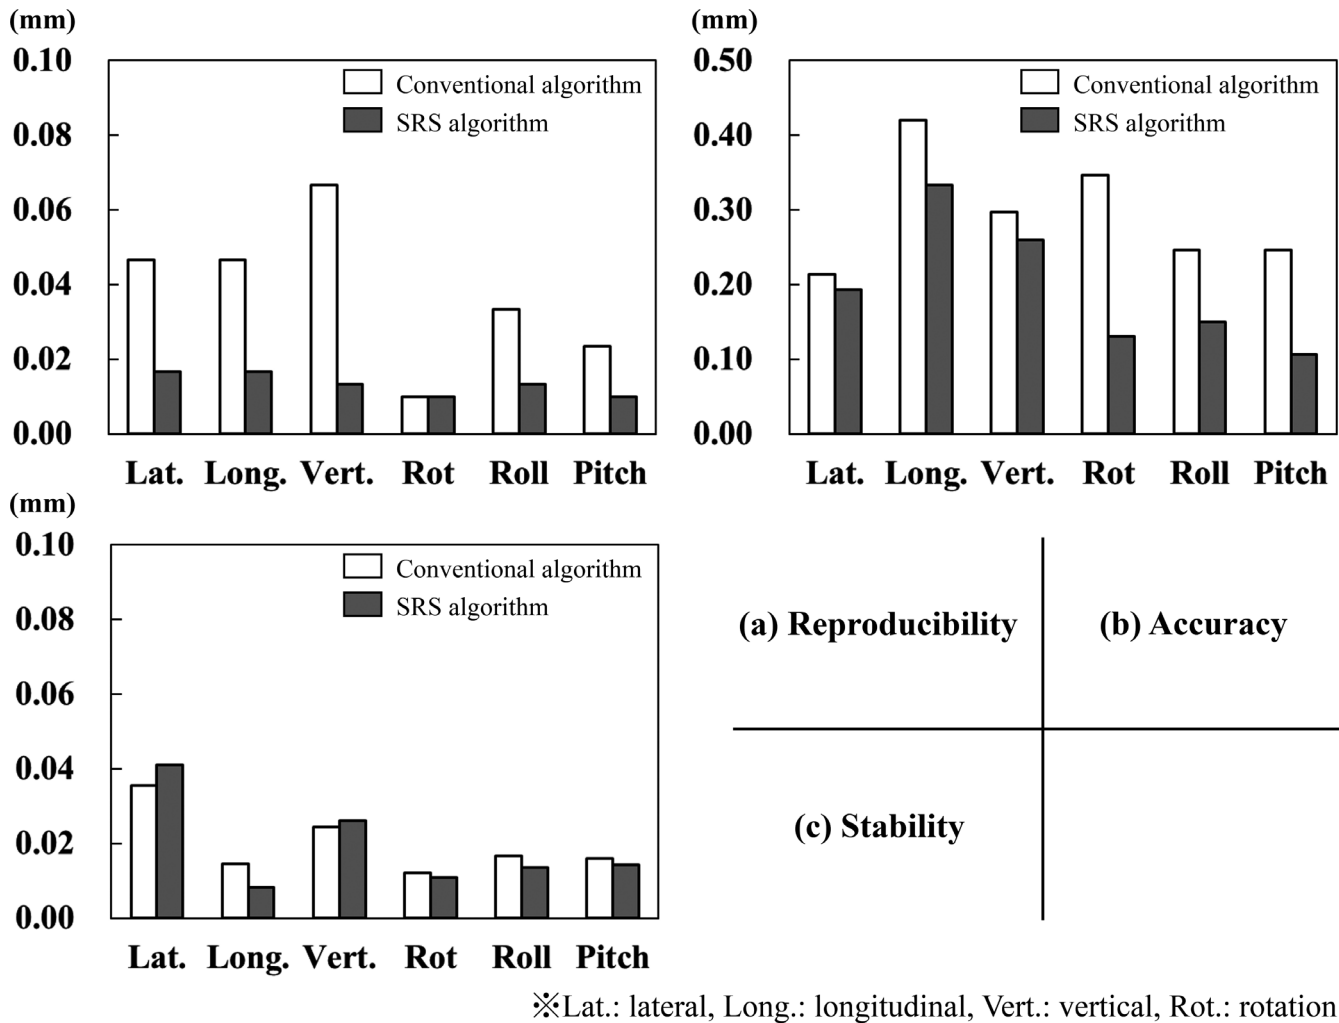 (mm)
0.10
0.08
0.06
0.04
0.02
0.00
Conventional algorithm
SRS algorithm
Lat. Long. Vert. Rot Roll Pitch
(mm)
0.50
0.40
0.30
0.20
0.10
0.00
Conventional algorithm
SRS algorithm
Lat. Long. Vert. Rot Roll Pitch
(mm)
0.10
0.08
0.06
0.04
0.02
0.00
Conventional algorithm
SRS algorithm
Lat. Long. Vert. Rot Roll Pitch
(a) Reproducibility
(b) Accuracy
(c) Stability
※Lat.: lateral, Long.: longitudinal, Vert.: vertical, Rot.: rotation